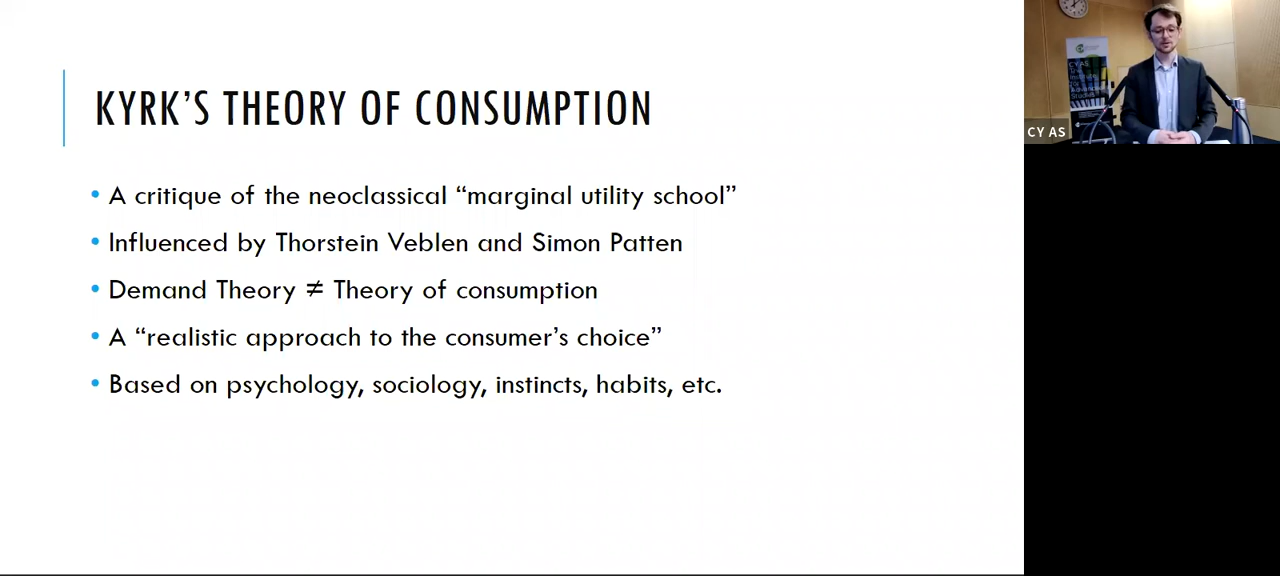 KYRK'S THEORY OF CONSUMPTION
• A critique of the neoclassical “marginal utility school”
• Influenced by Thorstein Veblen and Simon Patten
• Demand Theory ≠ Theory of consumption
• A “realistic approach to the consumer’s choice”
• Based on psychology, sociology, instincts, habits, etc.
CY AS
CY AS